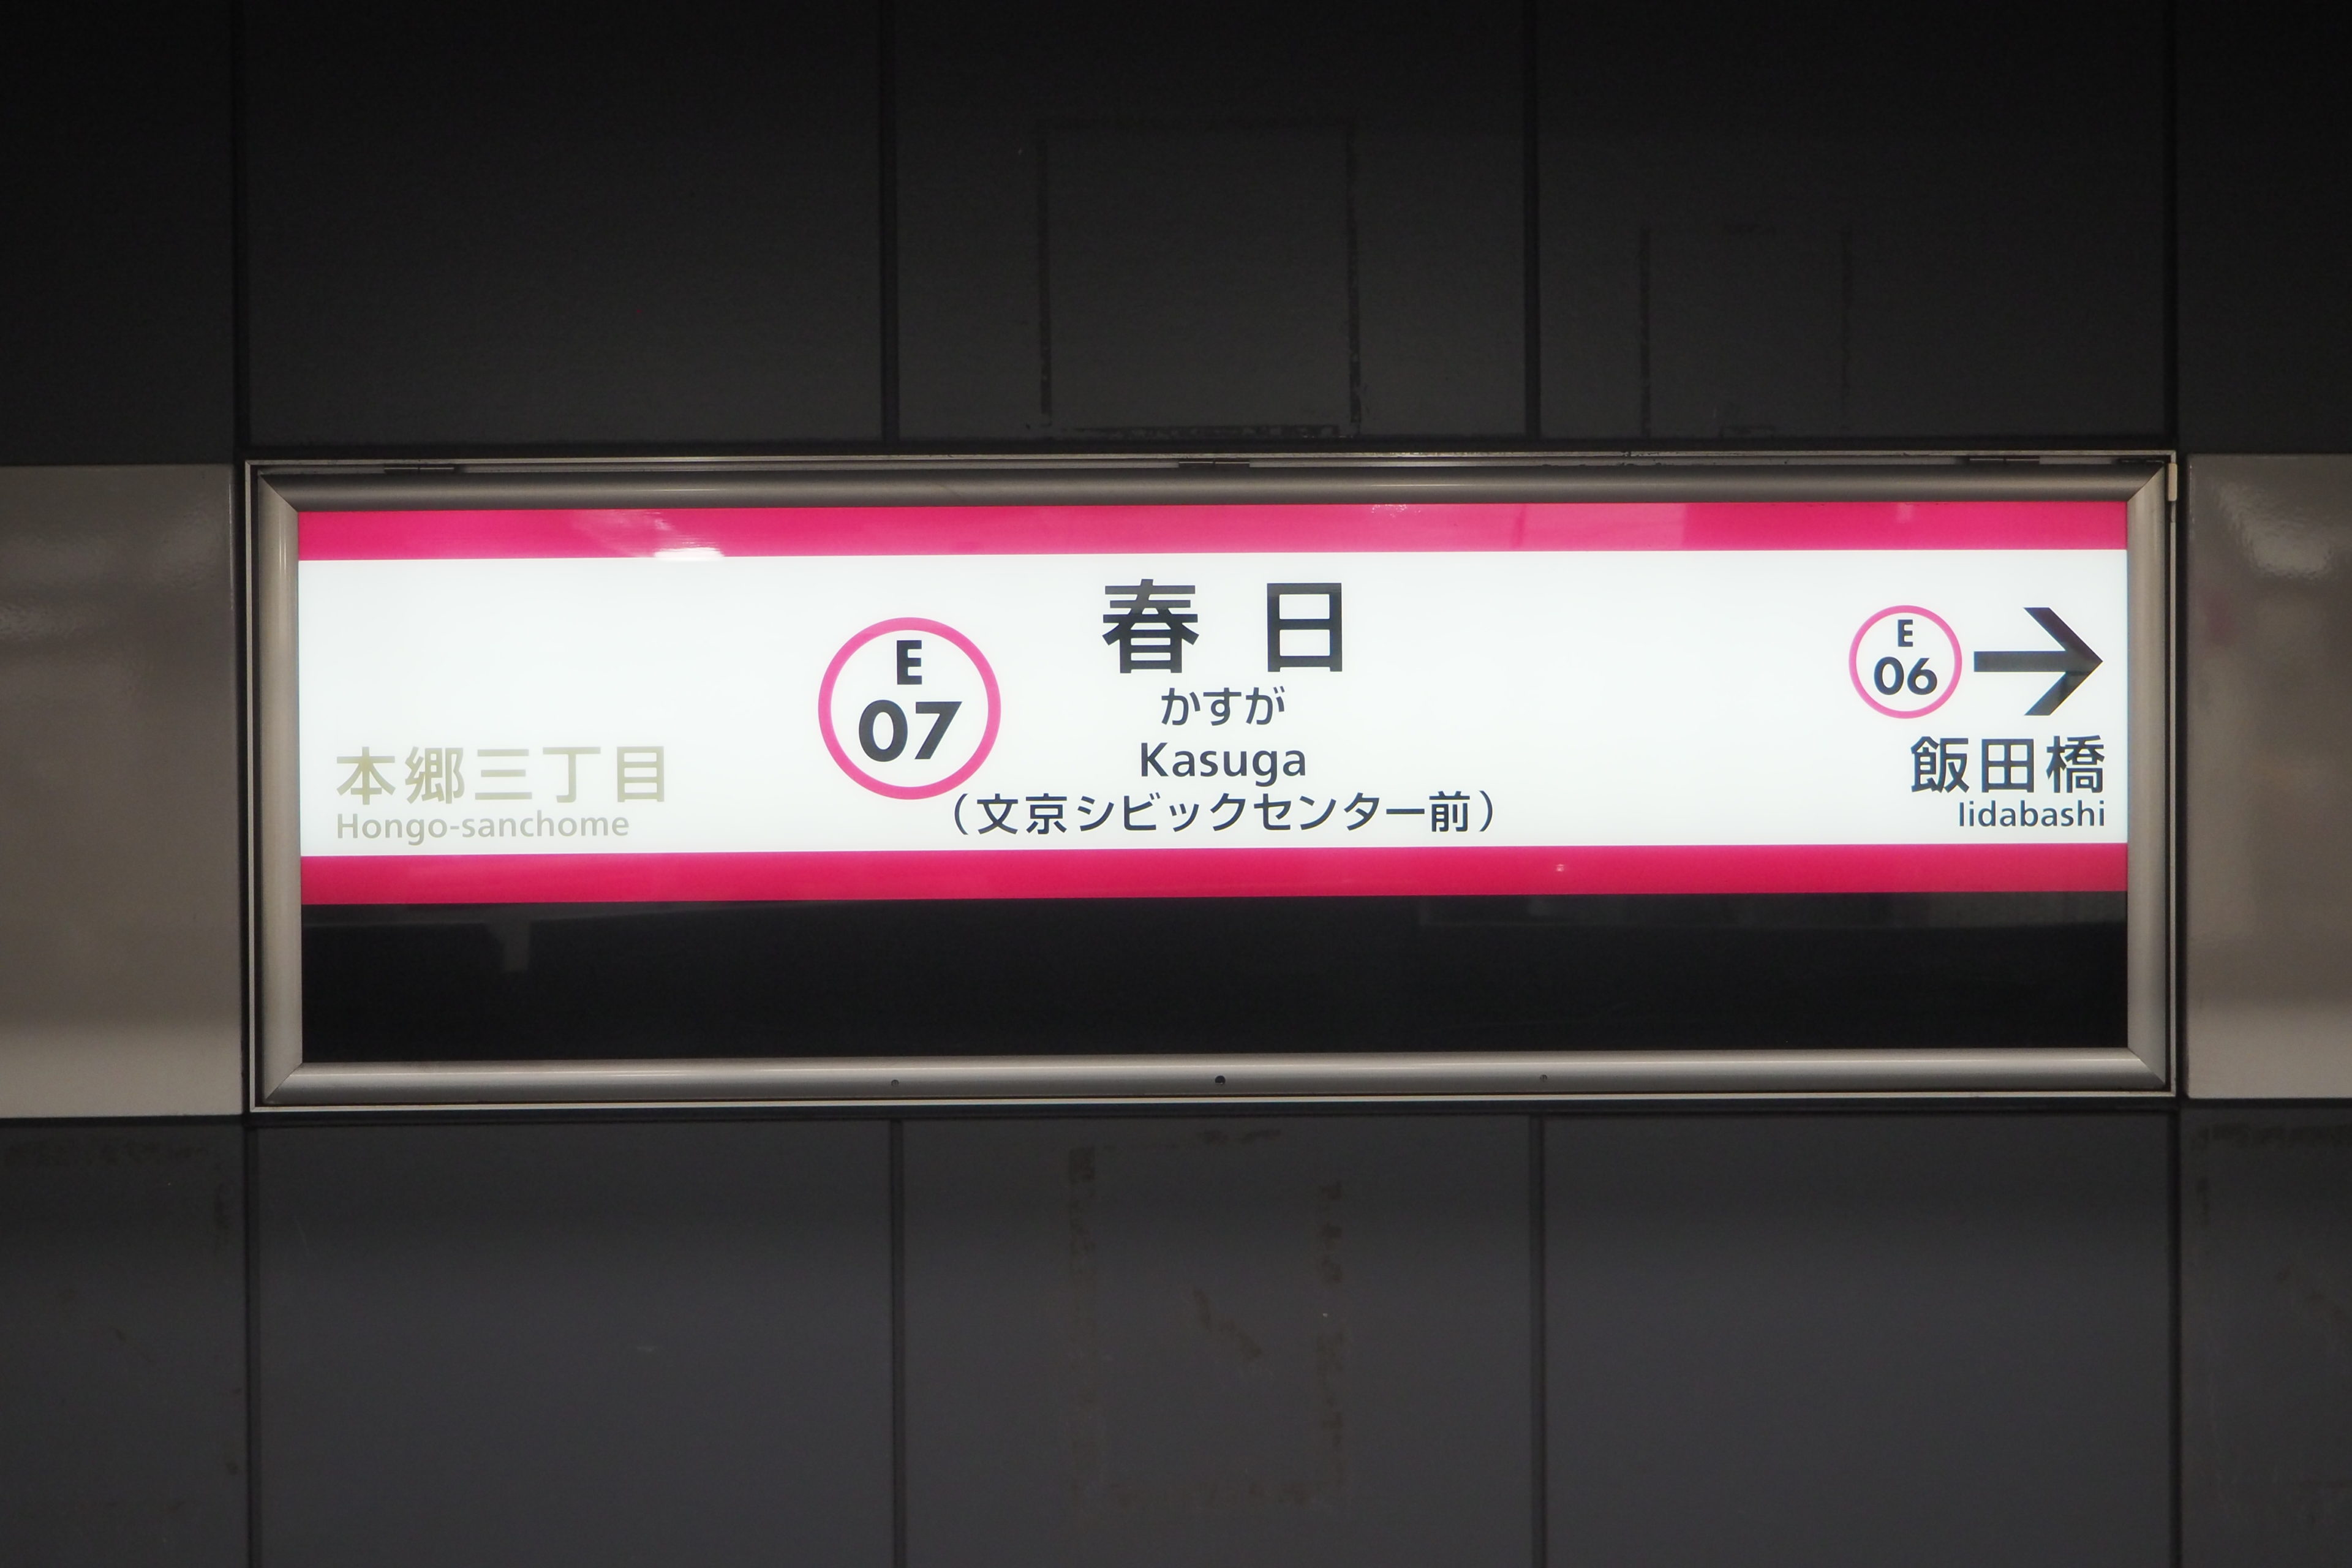 本郷三丁目
Hongo-sanchome
E
07
春日
かすが
Kasuga
（文京シビックセンター前）
E
06
飯田橋
Iidabashi